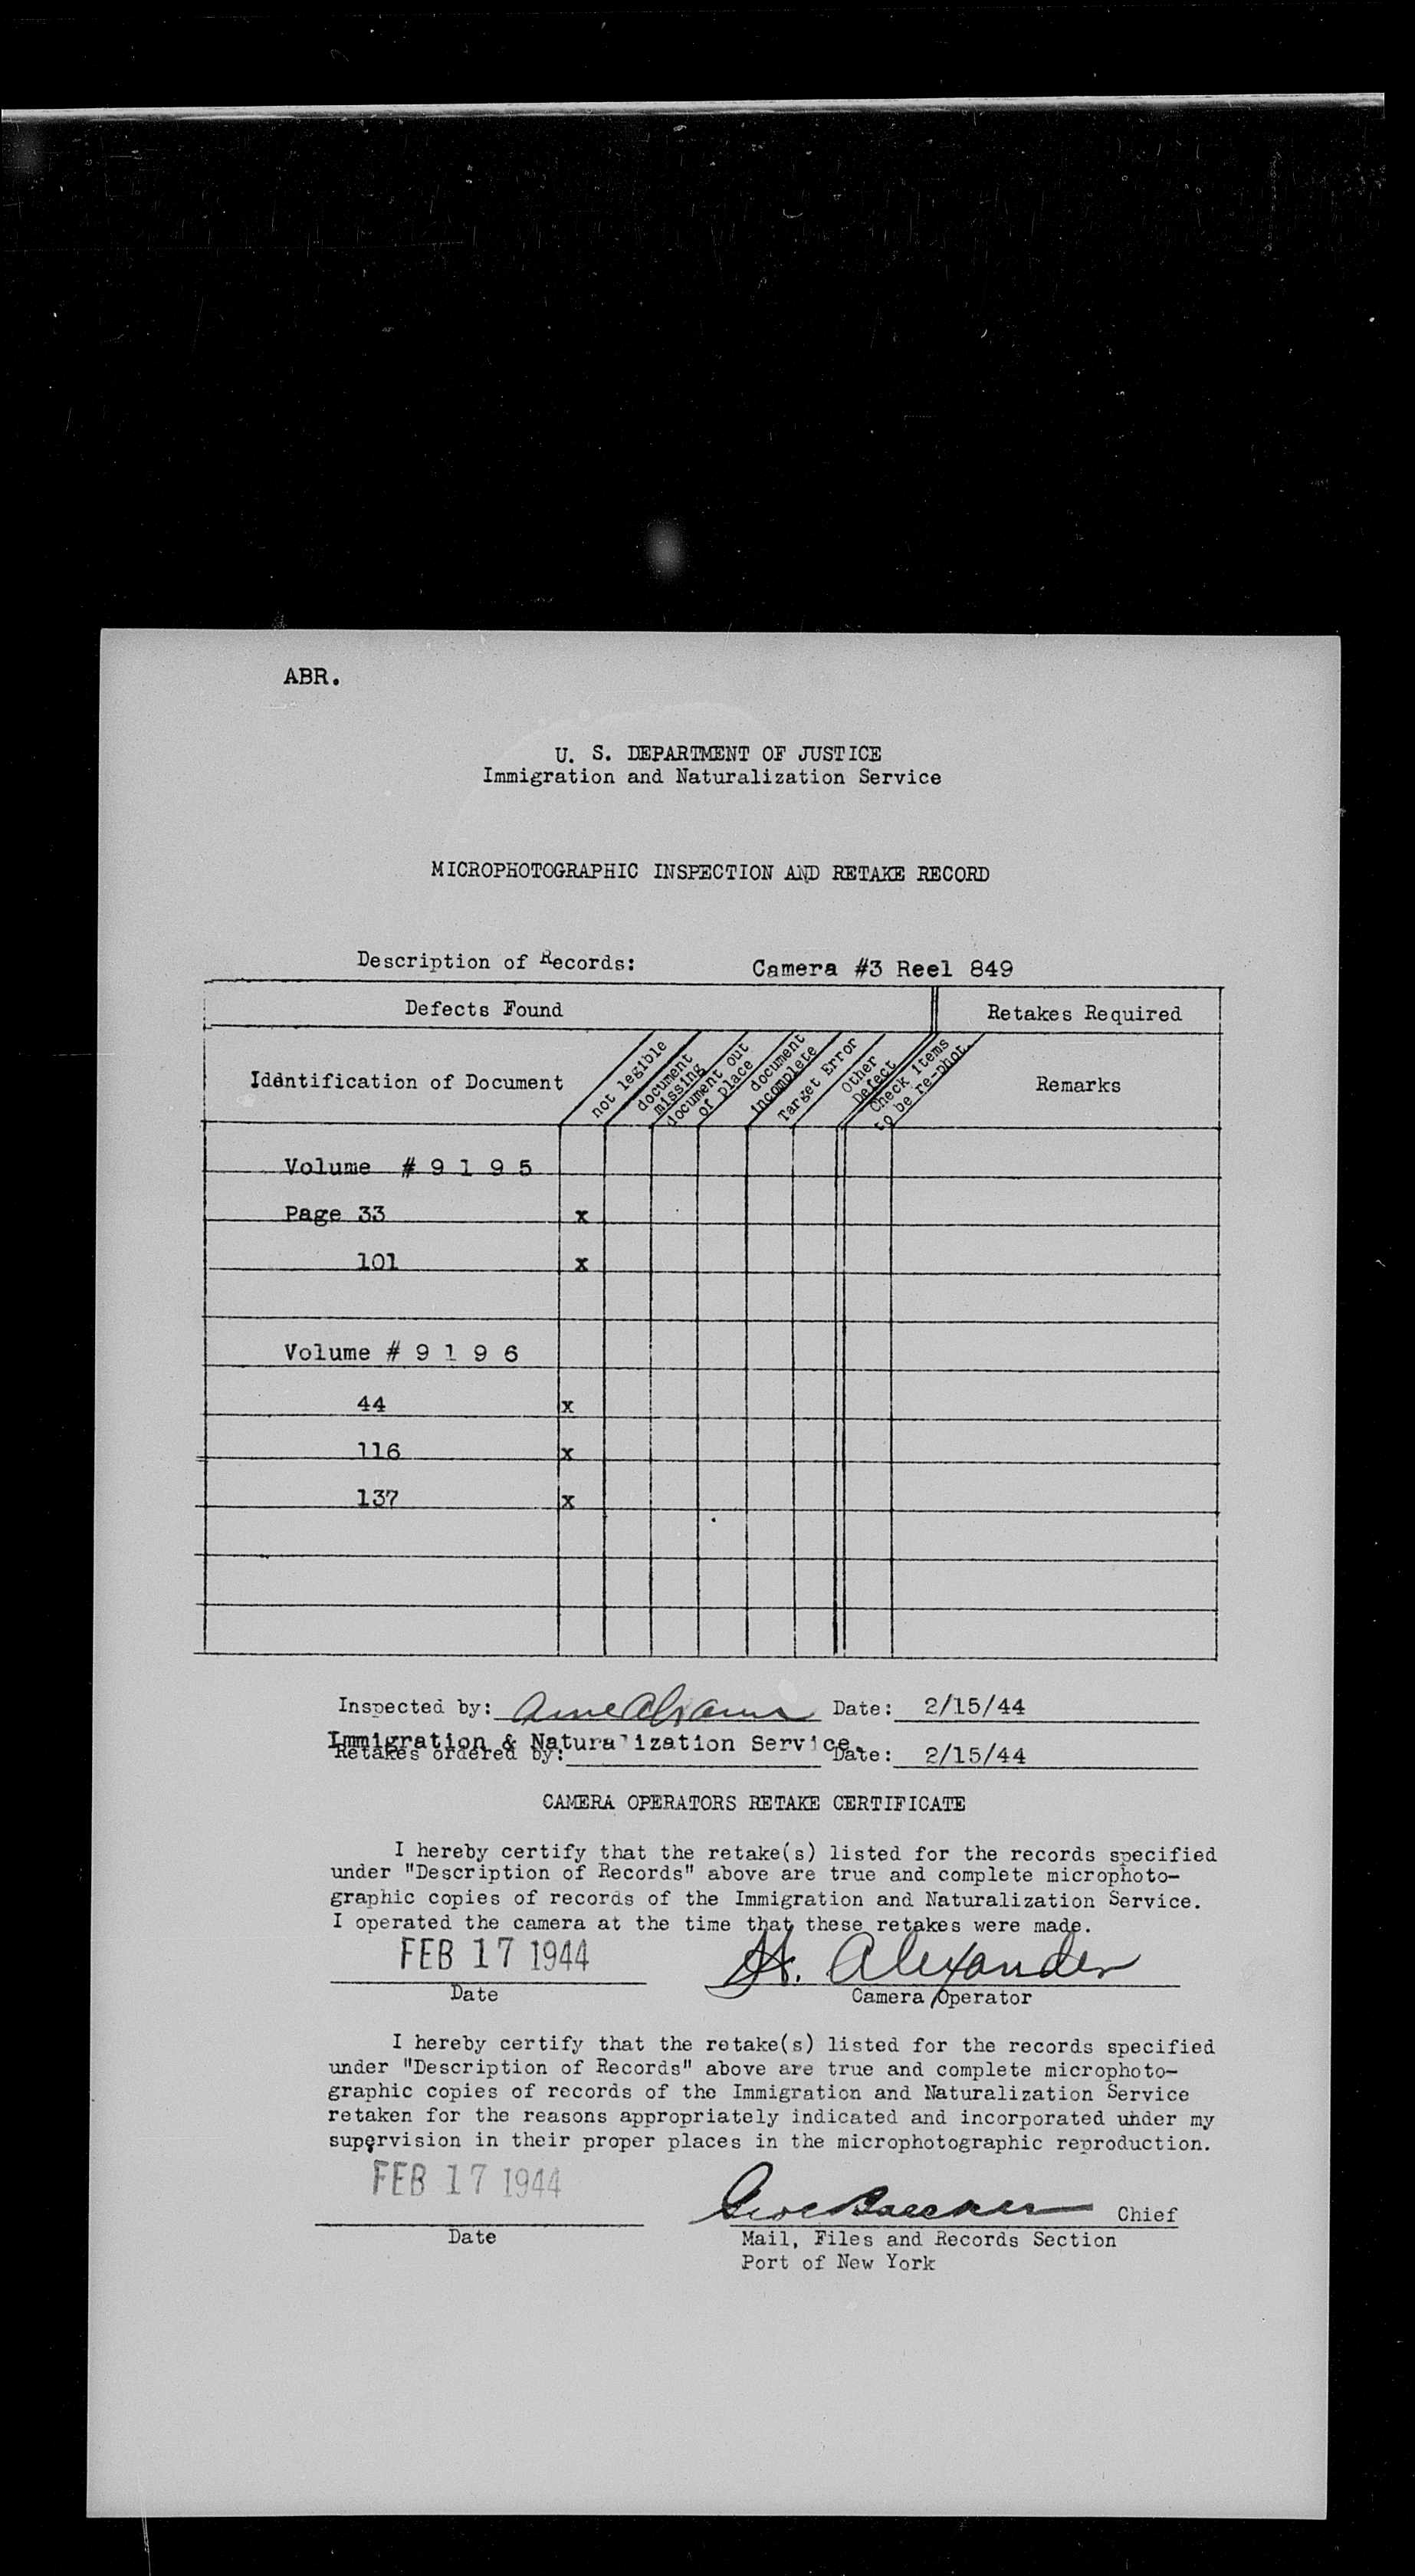 ABR.
U. S. DEPARTMENT OF JUSTICE
Immigration and Naturalization Service
MICROPHOTOGRAPHIC INSPECTION AND RETAKE RECORD
Description of Records: Camera #3 Reel 849
Defects Found Retakes Required
Identification of Document
not legible
document
missing
document out
of place
document
incomplete
Target Error
Other
Defect
Check items
to be re-phot.
Remarks
Volume # 9 1 9 5
Page 33 x
101 x
Volume # 9 1 9 6
44 x
116 x
137 x
Inspected by: Date: 2/15/44
Immigration & Naturalization Service.
Retakes ordered by: Date: 2/15/44
CAMERA OPERATORS RETAKE CERTIFICATE
I hereby certify that the retake(s) listed for the records specified
under "Description of Records" above are true and complete microphoto-
graphic copies of records of the Immigration and Naturalization Service.
I operated the camera at the time that these retakes were made.
FEB 17 1944 H. Alexander
Date Camera Operator
I hereby certify that the retake(s) listed for the records specified
under "Description of Records" above are true and complete microphoto-
graphic copies of records of the Immigration and Naturalization Service
retaken for the reasons appropriately indicated and incorporated under my
supervision in their proper places in the microphotographic reproduction.
FEB 17 1944
Chief
Date Mail, Files and Records Section
Port of New York